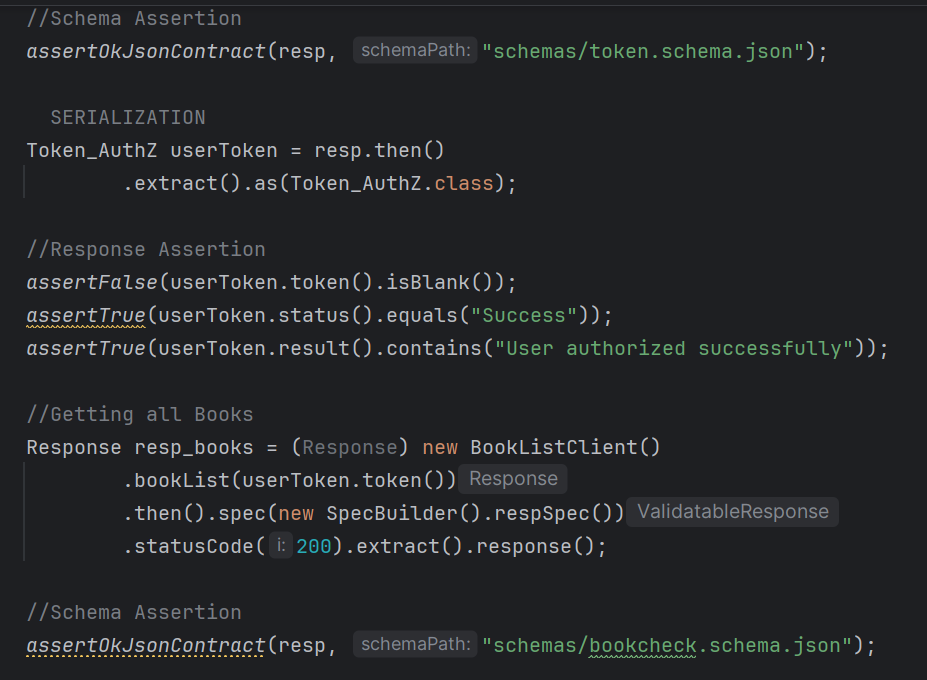 //Schema Assertion
assertOkJsonContract(resp, schemaPath: "schemas/token.schema.json");
SERIALIZATION
Token_AuthZ userToken = resp.then()
.extract().as(Token_AuthZ.class);
//Response Assertion
assertFalse(userToken.token().isBlank());
assertTrue(userToken.status().equals("Success"));
assertTrue(userToken.result().contains("User authorized successfully"));
//Getting all Books
Response resp_books = (Response) new BookListClient()
.bookList(userToken.token()) Response
.then().spec(new SpecBuilder().respSpec()) ValidatableResponse
.statusCode( i: 200).extract().response();
//Schema Assertion
assertOkJsonContract(resp, schemaPath: "schemas/bookcheck.schema.json");